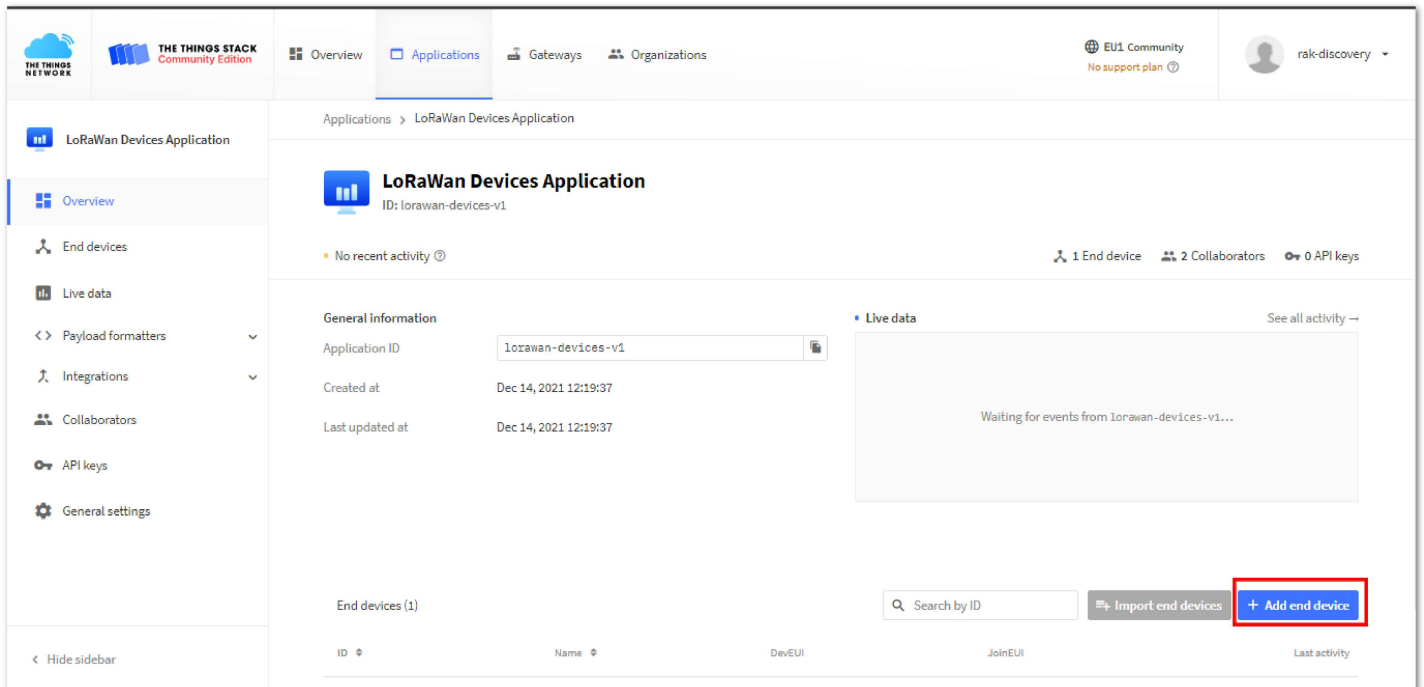 THE THINGS
NETWORK
THE THINGS STACK
Community Edition
Overview
Applications
Gateways
Organizations
EU1 Community
No support plan
rak-discovery
LoRaWan Devices Application
Overview
End devices
Live data
Payload formatters
Integrations
Collaborators
API keys
General settings
Hide sidebar
Applications > LoRaWan Devices Application
LoRaWan Devices Application
ID: lorawan-devices-v1
No recent activity
1 End device
2 Collaborators
0 API keys
General information
Application ID lorawan-devices-v1
Created at Dec 14, 2021 12:19:37
Last updated at Dec 14, 2021 12:19:37
Live data
See all activity →
Waiting for events from lorawan-devices-v1...
End devices (1)
Search by ID
Import end devices
+ Add end device
ID Name DevEUI JoinEUI Last activity